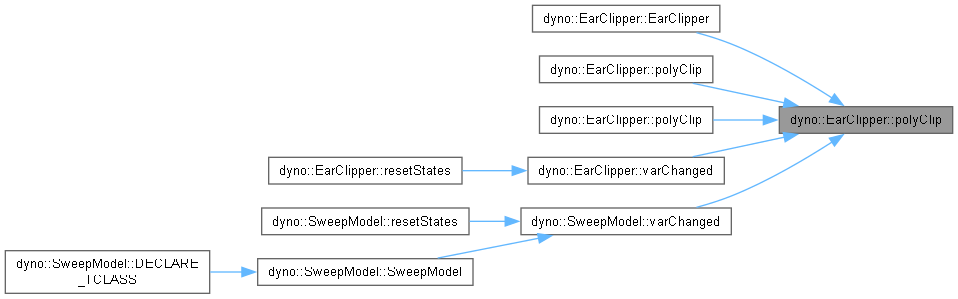 dyno::EarClipper::EarClipper
dyno::EarClipper::polyClip
dyno::EarClipper::polyClip
dyno::EarClipper::polyClip
dyno::EarClipper::resetStates
dyno::EarClipper::varChanged
dyno::SweepModel::resetStates
dyno::SweepModel::varChanged
dyno::SweepModel::DECLARE
_TCLASS
dyno::SweepModel::SweepModel